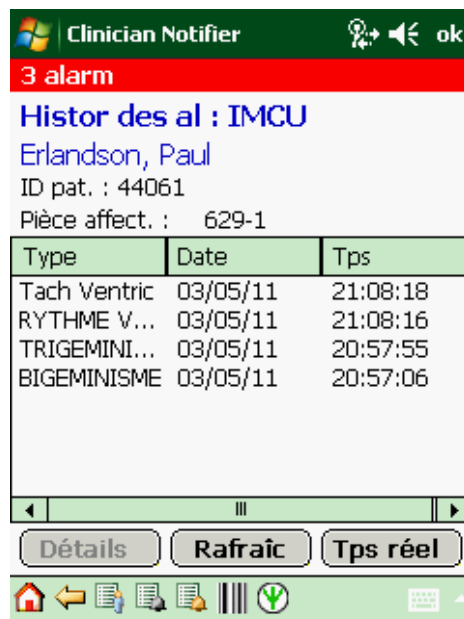 Clinician Notifier ok
3 alarm
Histor des al : IMCU
Erlandson, Paul
ID pat. : 44061
Pièce affect. : 629-1
Type Date Tps
Tach Ventric 03/05/11 21:08:18
RYTHME V... 03/05/11 21:08:16
TRIGEMINI... 03/05/11 20:57:55
BIGEMINISME 03/05/11 20:57:06
Détails Rafraîc Tps réel